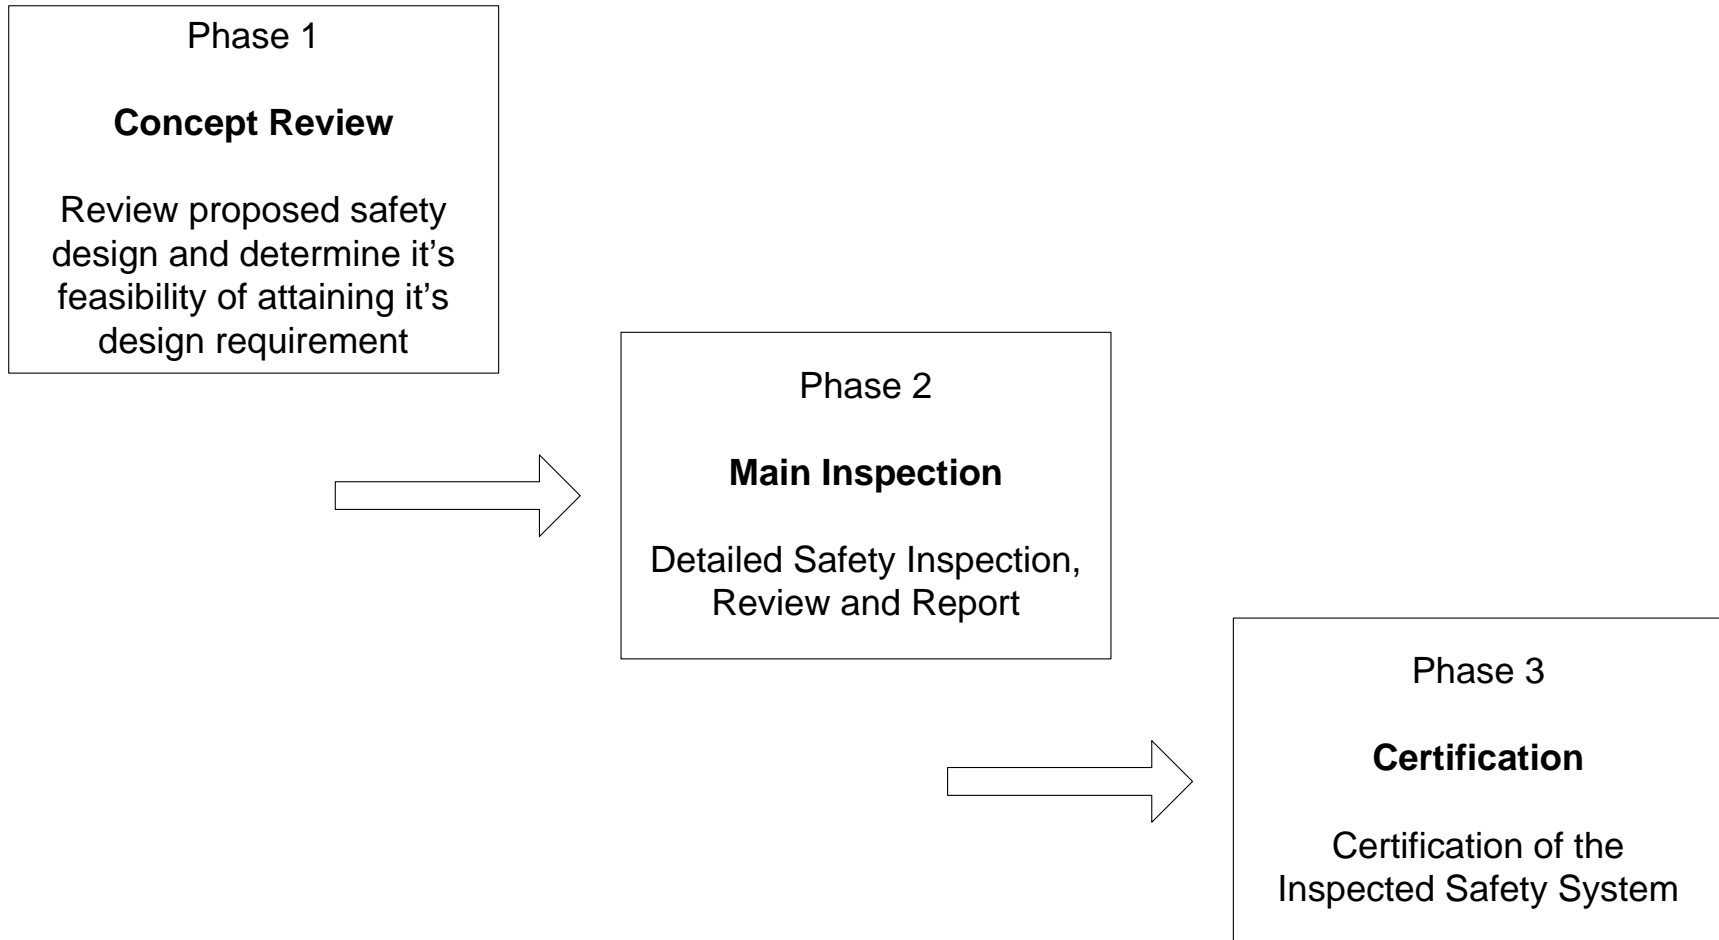 Phase 1
Concept Review
Review proposed safety
design and determine it’s
feasibility of attaining it’s
design requirement
Phase 2
Main Inspection
Detailed Safety Inspection,
Review and Report
Phase 3
Certification
Certification of the
Inspected Safety System